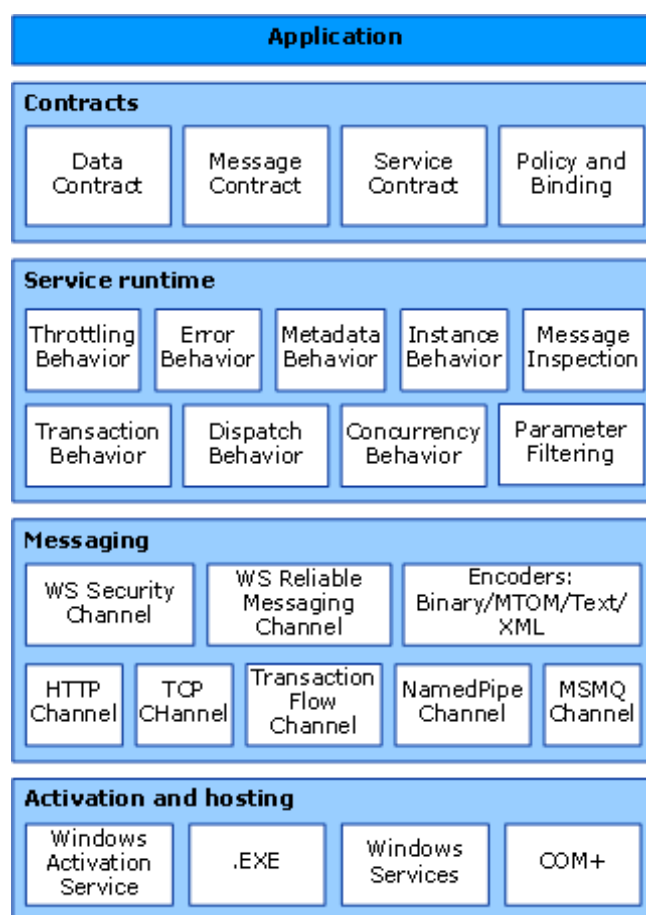 Application
Contracts
Data
Contract
Message
Contract
Service
Contract
Policy and
Binding
Service runtime
Throttling
Behavior
Error
Behavior
Metadata
Behavior
Instance
Behavior
Message
Inspection
Transaction
Behavior
Dispatch
Behavior
Concurrency
Behavior
Parameter
Filtering
Messaging
WS Security
Channel
WS Reliable
Messaging
Channel
Encoders:
Binary/MTOM/Text/
XML
HTTP
Channel
TCP
CHannel
Transaction
Flow
Channel
NamedPipe
Channel
MSMQ
Channel
Activation and hosting
Windows
Activation
Service
.EXE
Windows
Services
COM+